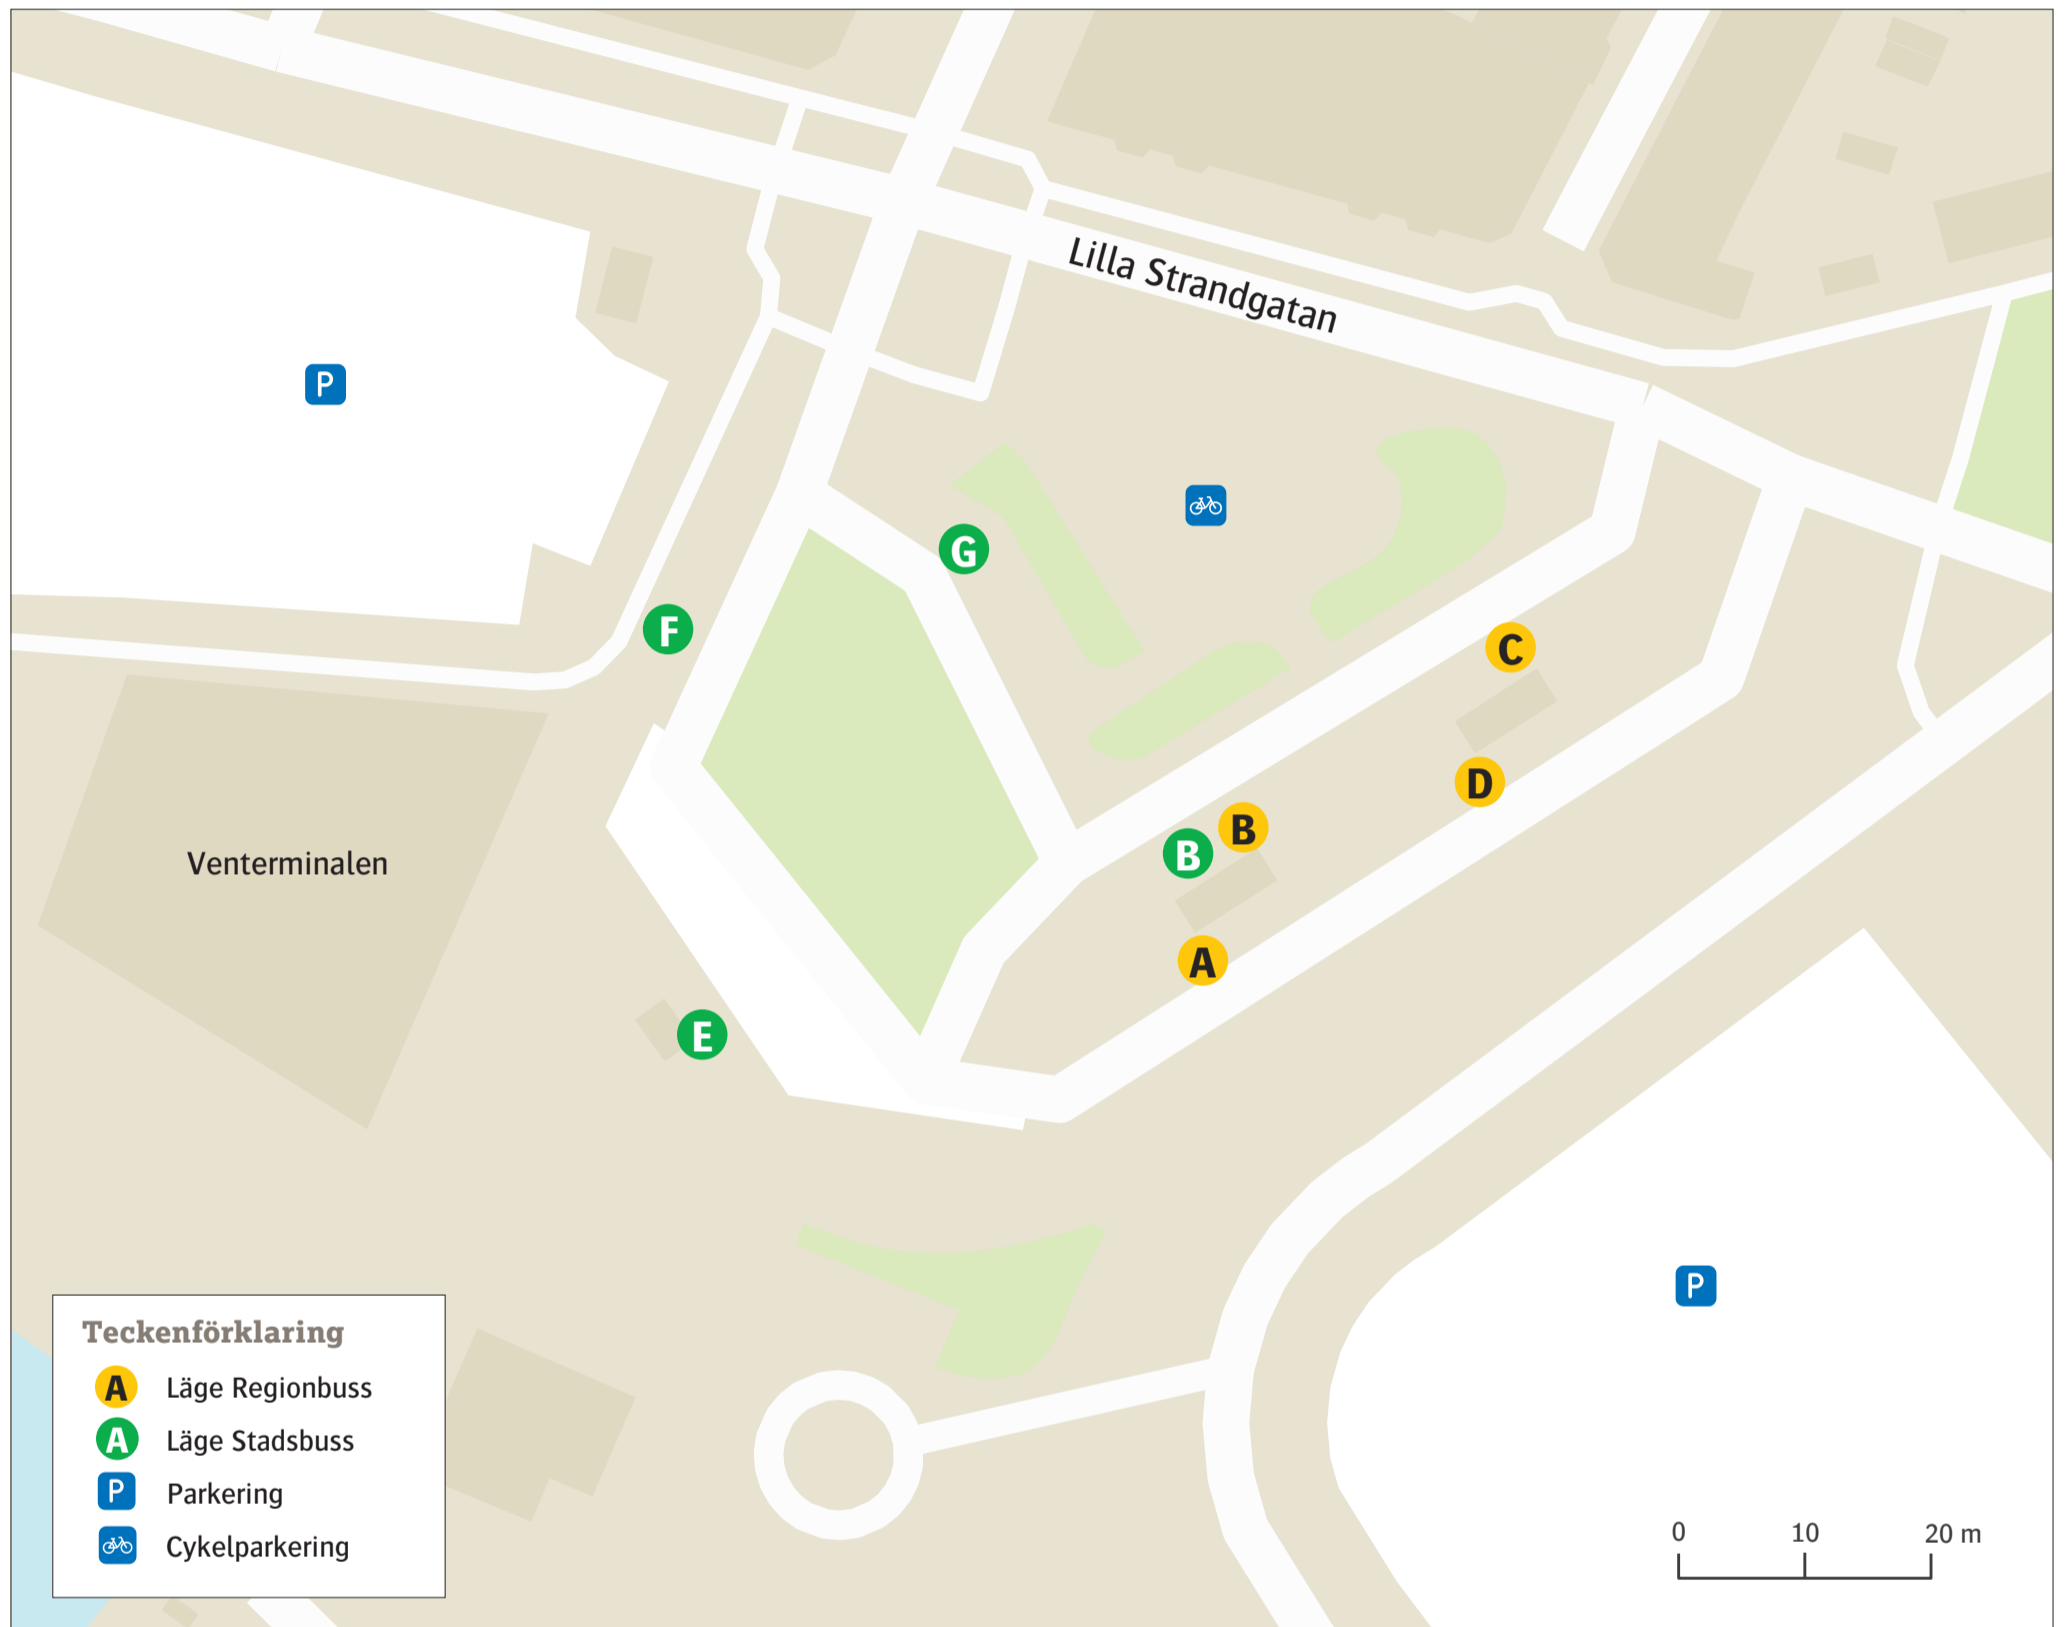 Lilla Strandgatan
P
G
F
C
D
B
B
Venterminalen
A
E
P
Teckenförklaring
A Läge Regionbuss
A Läge Stadsbuss
P Parkering
Cykelparkering
0 10 20 m